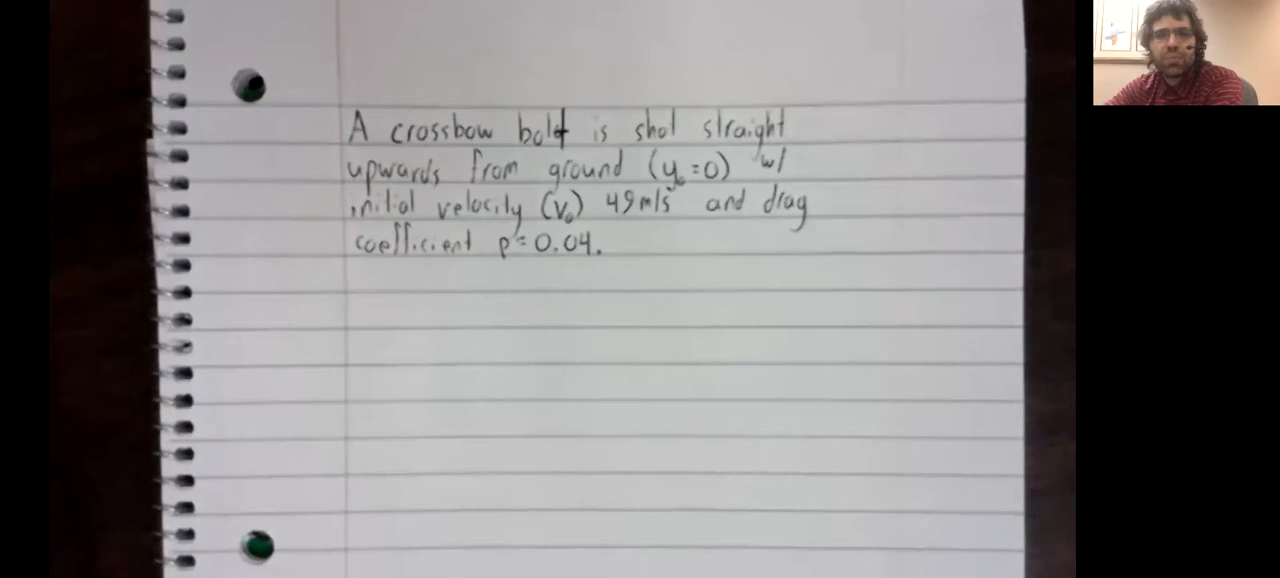 A crossbow bolt is shot straight
upwards from ground (y₀=0) w/
initial velocity (v₀) 49m/s and drag
coefficient ρ=0.04.